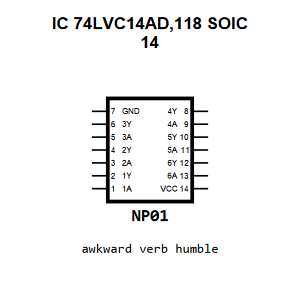 IC 74LVC14AD,118 SOIC
14
7 GND 4Y 8
6 3Y 4A 9
5 3A 5Y 10
4 2Y 5A 11
3 2A 6Y 12
2 1Y 6A 13
1 1A VCC 14
NP01
awkward verb humble